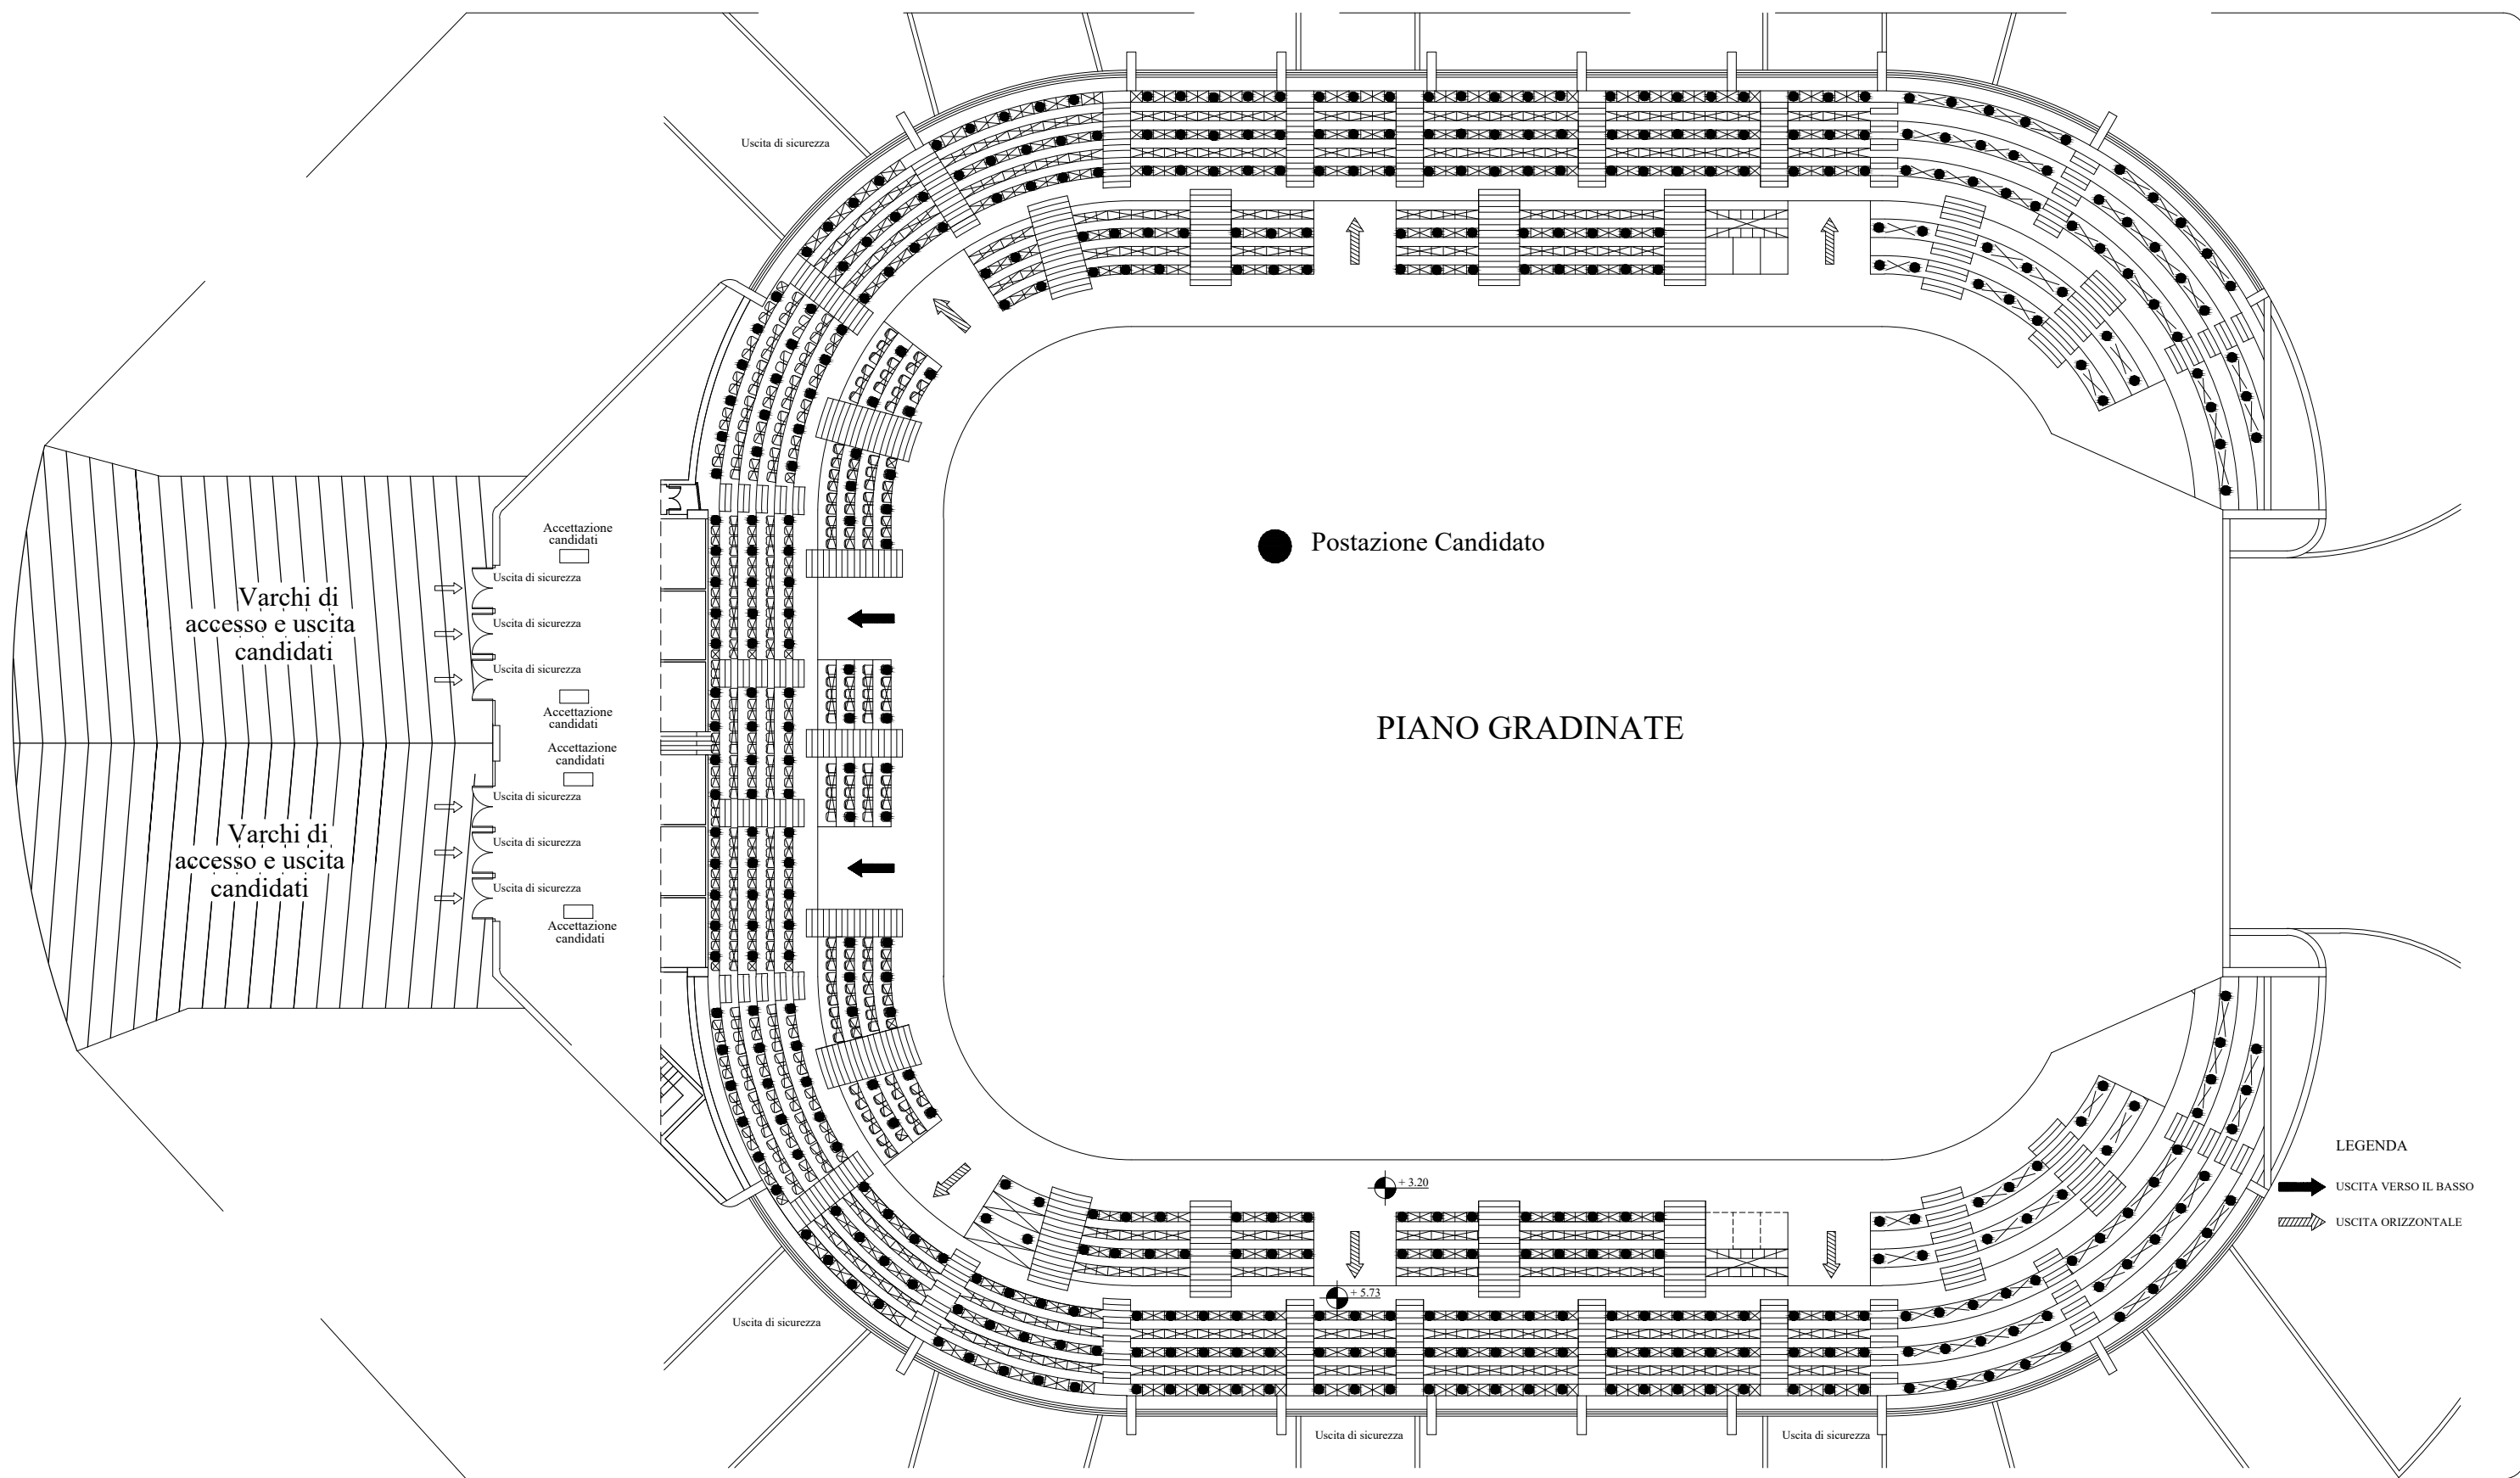 Uscita di sicurezza
Accettazione
candidati
Uscita di sicurezza
Varchi di
accesso e uscita
candidati
Uscita di sicurezza
Uscita di sicurezza
Accettazione
candidati
Accettazione
candidati
Uscita di sicurezza
Varchi di
accesso e uscita
candidati
Uscita di sicurezza
Uscita di sicurezza
Accettazione
candidati
Postazione Candidato
PIANO GRADINATE
+ 3.20
+ 5.73
LEGENDA
USCITA VERSO IL BASSO
USCITA ORIZZONTALE
Uscita di sicurezza
Uscita di sicurezza
Uscita di sicurezza